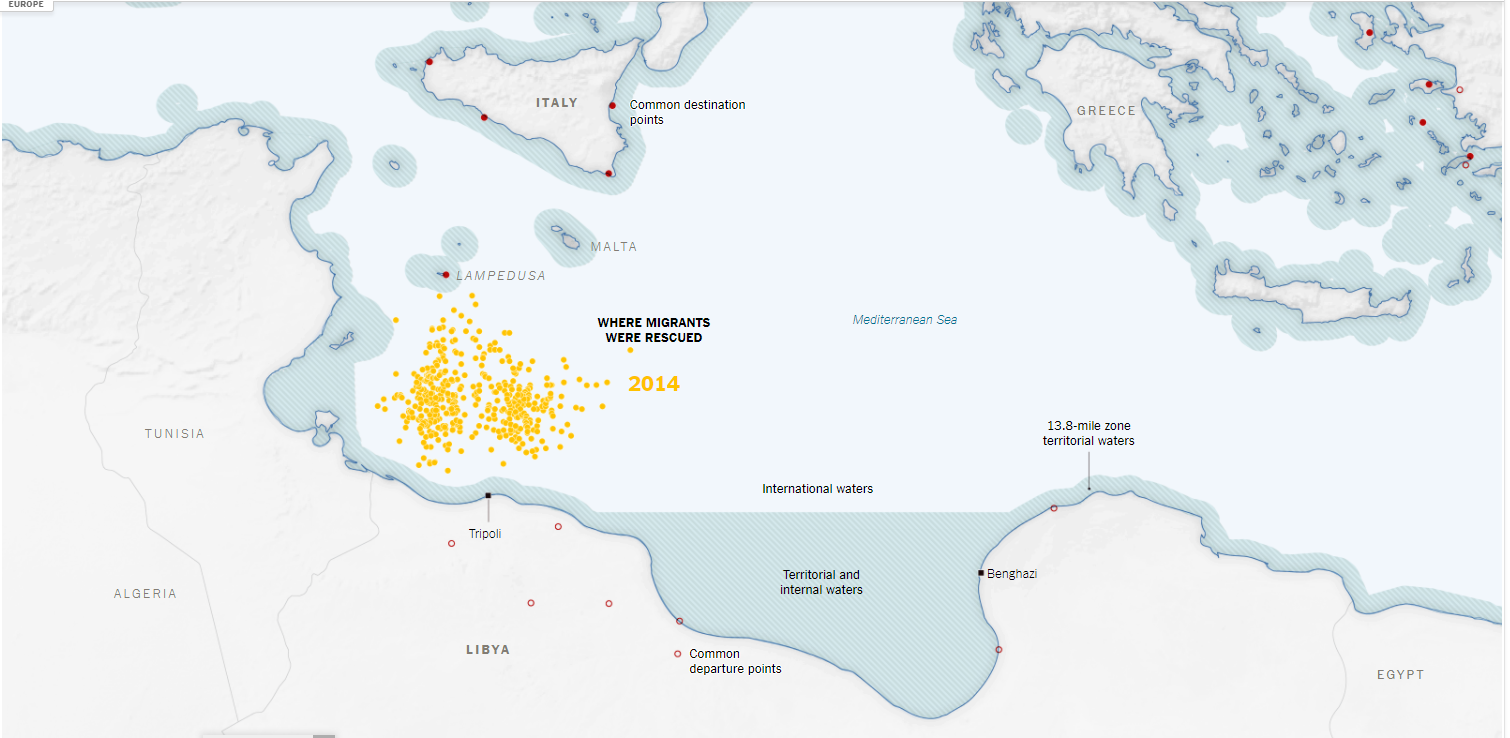 EUROPE
ITALY
Common destination
points
GREECE
MALTA
LAMPEDUSA
WHERE MIGRANTS
WERE RESCUED
Mediterranean Sea
2014
TUNISIA
13.8-mile zone
territorial waters
International waters
Tripoli
Territorial and
internal waters
Benghazi
ALGERIA
LIBYA
Common
departure points
EGYPT